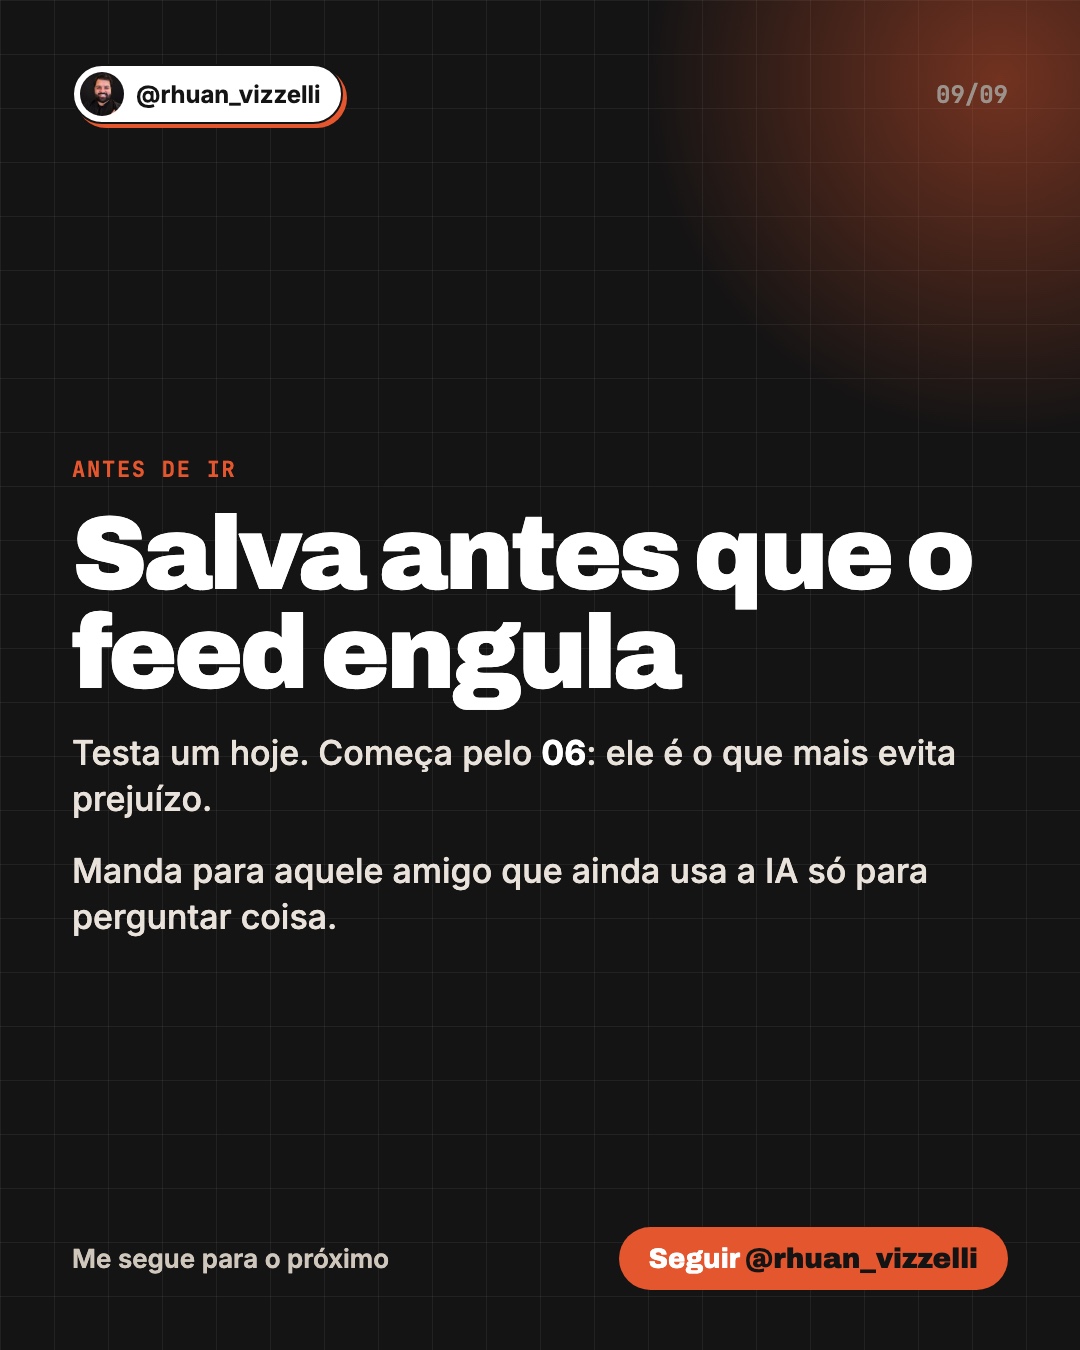 @rhuan_vizzelli
09/09
ANTES DE IR
Salva antes que o
feed engula
Testa um hoje. Começa pelo 06: ele é o que mais evita
prejuízo.
Manda para aquele amigo que ainda usa a IA só para
perguntar coisa.
Me segue para o próximo
Seguir @rhuan_vizzelli